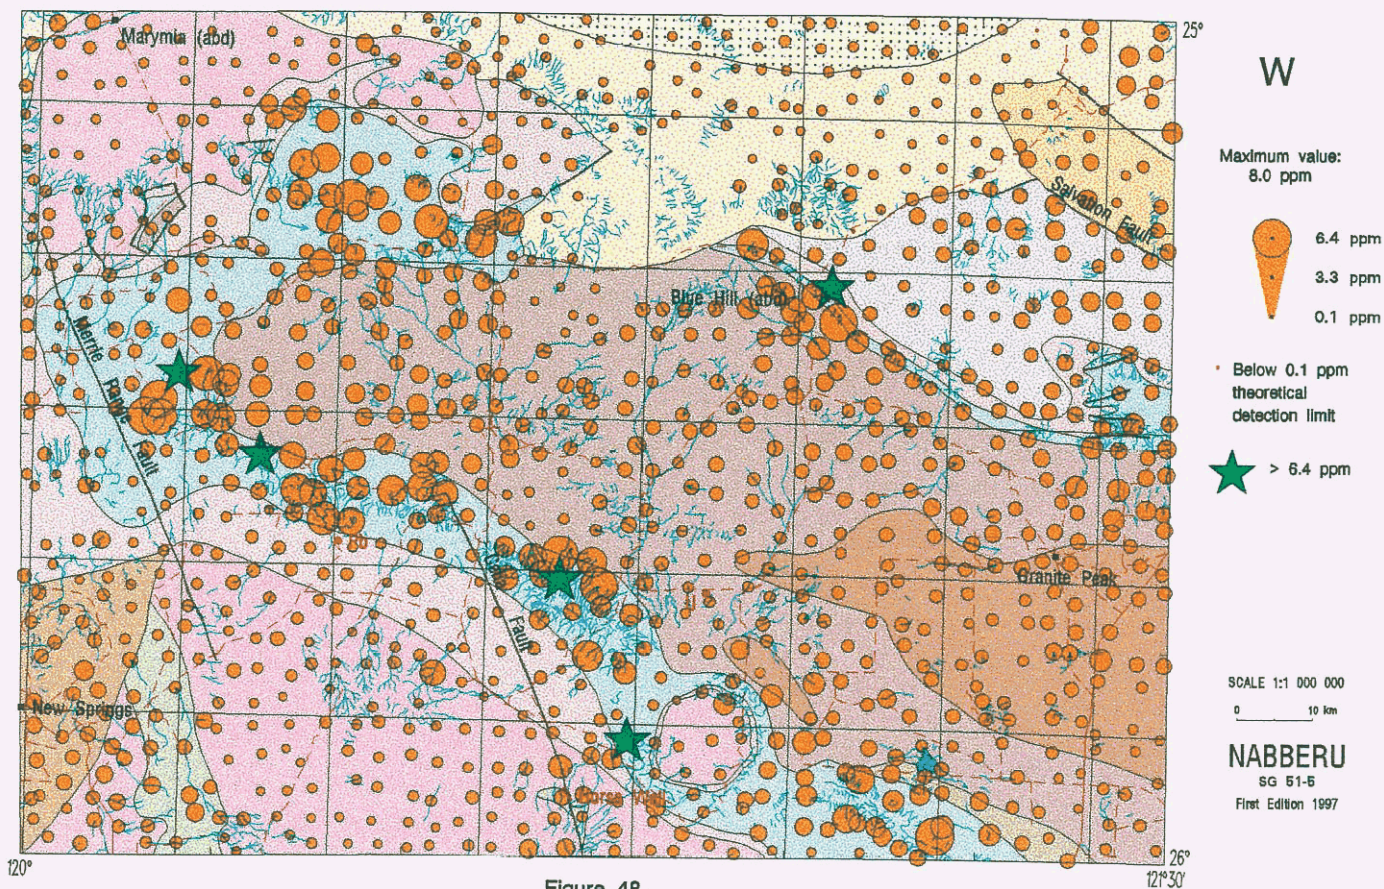 25°
W
Marymia (abd)
Maximum value:
8.0 ppm
Salvation Fault
6.4 ppm
3.3 ppm
0.1 ppm
Blue Hill (abd)
Merrie Range Fault
Below 0.1 ppm
theoretical
detection limit
> 6.4 ppm
Granite Peak
Fault
New Springs
SCALE 1:1 000 000
0 10 km
NABBERU
SG 51-5
First Edition 1997
120°
26°
121°30'
Figure 48